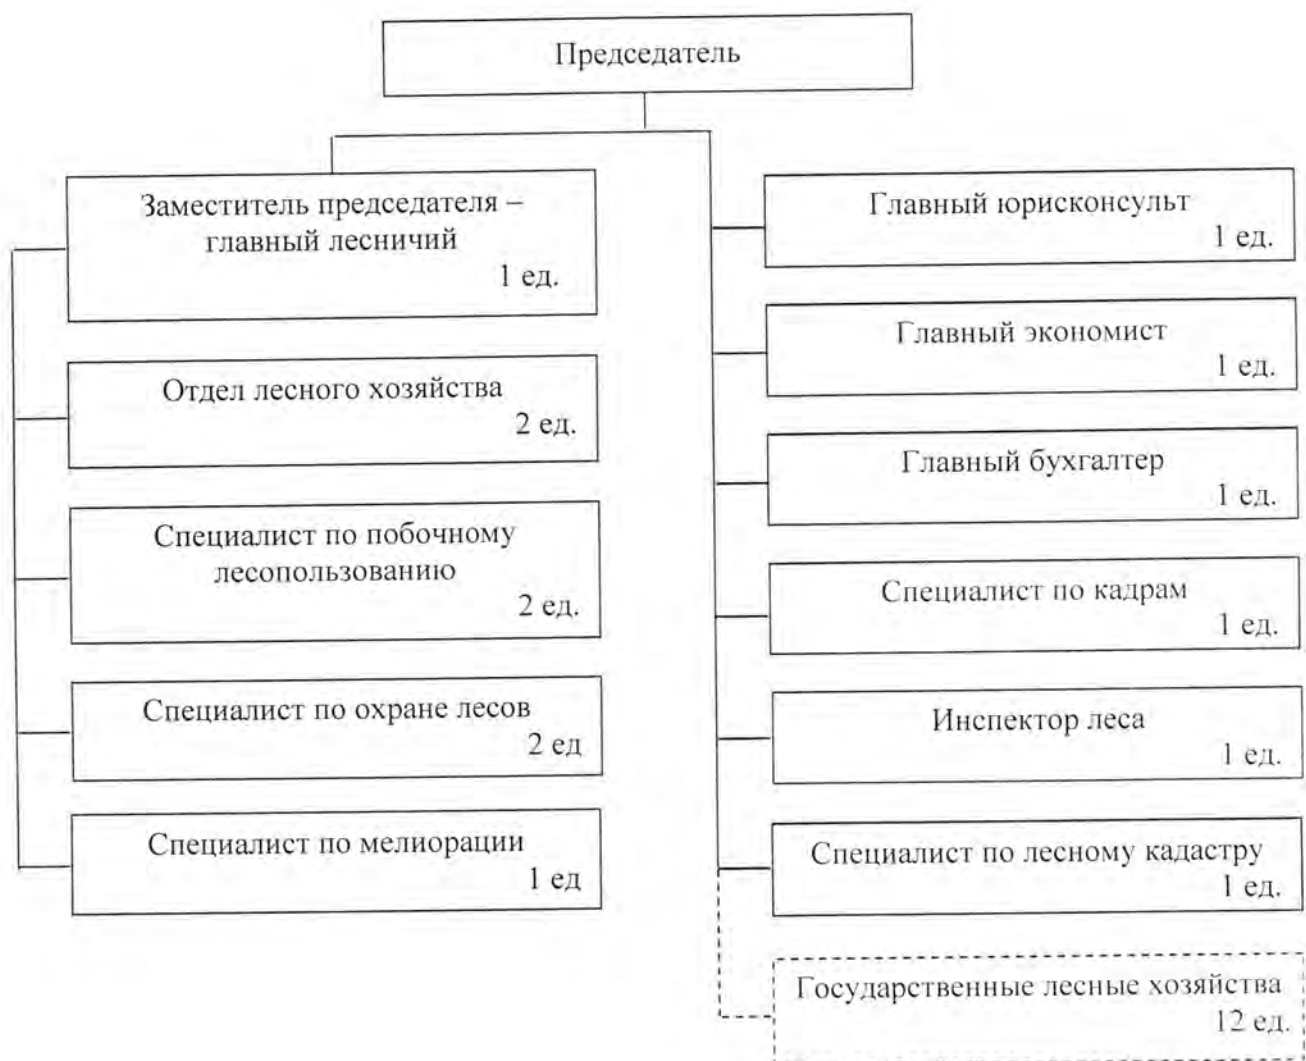 Председатель
Заместитель председателя –
главный лесничий
1 ед.
Отдел лесного хозяйства
2 ед.
Специалист по побочному
лесопользованию
2 ед.
Специалист по охране лесов
2 ед
Специалист по мелиорации
1 ед
Главный юрисконсульт
1 ед.
Главный экономист
1 ед.
Главный бухгалтер
1 ед.
Специалист по кадрам
1 ед.
Инспектор леса
1 ед.
Специалист по лесному кадастру
1 ед.
Государственные лесные хозяйства
12 ед.